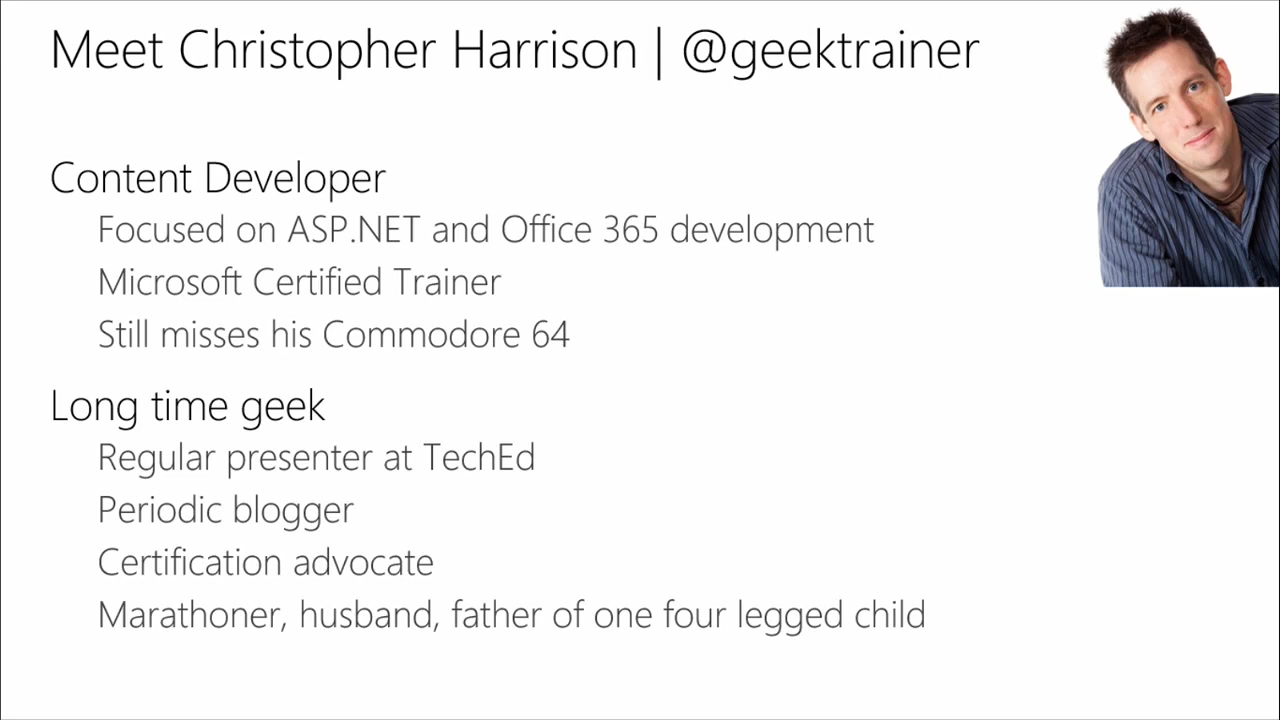 Meet Christopher Harrison | @geektrainer
Content Developer
Focused on ASP.NET and Office 365 development
Microsoft Certified Trainer
Still misses his Commodore 64
Long time geek
Regular presenter at TechEd
Periodic blogger
Certification advocate
Marathoner, husband, father of one four legged child